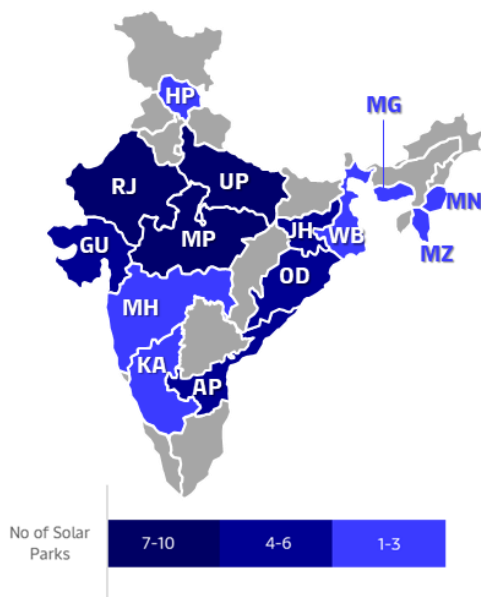 HP
MG
RJ
UP
MN
GU
MP
JH
WB
MZ
OD
MH
KA
AP
No of Solar
Parks
7-10
4-6
1-3